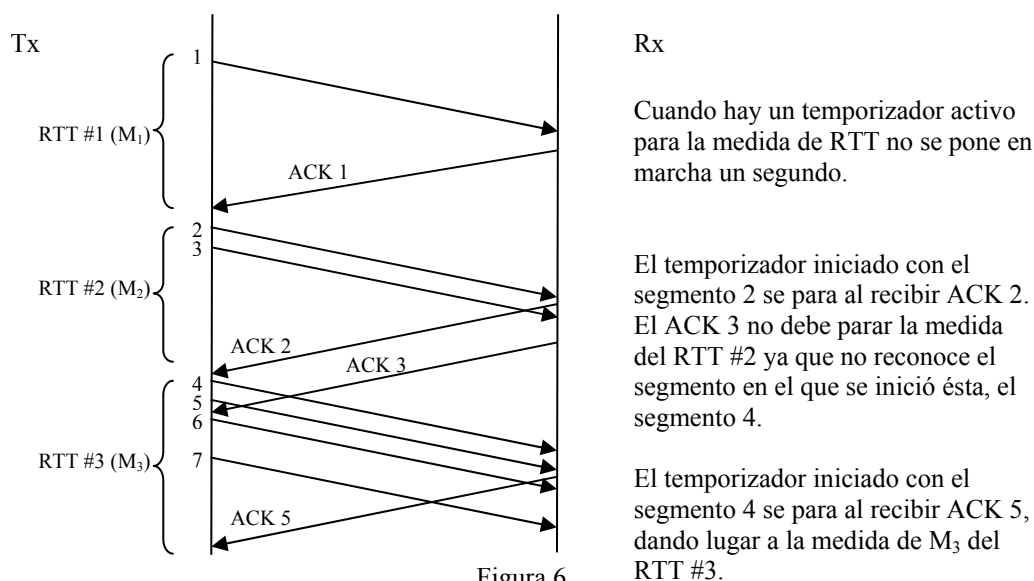 Tx
Rx
1
RTT #1 (M1)
ACK 1
2
3
RTT #2 (M2)
ACK 2
ACK 3
4
5
6
RTT #3 (M3)
7
ACK 5
Figura 6
Cuando hay un temporizador activo
para la medida de RTT no se pone en
marcha un segundo.
El temporizador iniciado con el
segmento 2 se para al recibir ACK 2.
El ACK 3 no debe parar la medida
del RTT #2 ya que no reconoce el
segmento en el que se inició ésta, el
segmento 4.
El temporizador iniciado con el
segmento 4 se para al recibir ACK 5,
dando lugar a la medida de M3 del
RTT #3.